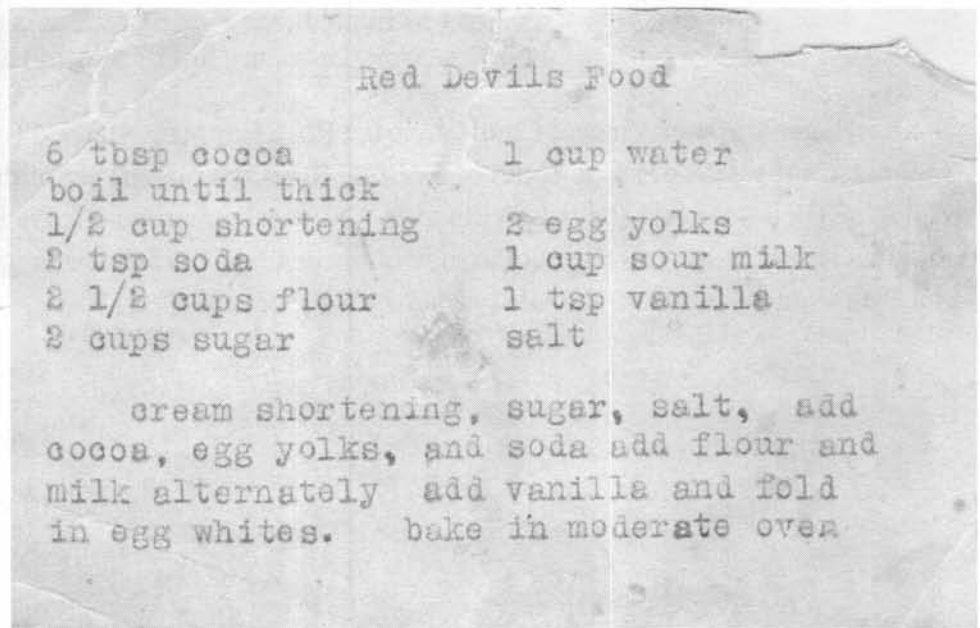 Red Devils Food
6 tbsp cocoa 1 cup water
boil until thick
1/2 cup shortening 2 egg yolks
2 tsp soda 1 cup sour milk
2 1/2 cups flour 1 tsp vanilla
2 cups sugar salt
cream shortening, sugar, salt, add
cocoa, egg yolks, and soda add flour and
milk alternately add vanilla and fold
in egg whites. bake in moderate oven